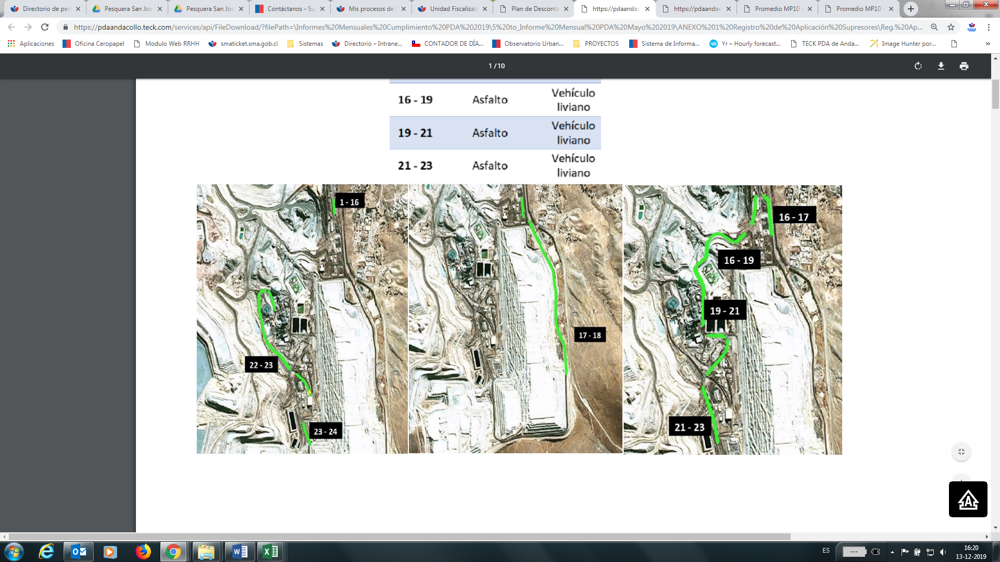 Directorio de per
Pesquera San Jos
Pesquera San Jos
Contáctanos - Su
Mis procesos de
Unidad Fiscalizab
Plan de Desconta
https://pdaandac
https://pdaandac
Promedio MP10
Promedio MP10
https://pdaandacollo.teck.com/services/api/FileDownload/?filePath=\Informes%20Mensuales%20Cumplimiento%20PDA%202019\5%20to_Informe%20Mensual%20PDA%20Mayo%202019\ANEXO%201%20Registro%20de%20Aplicación%20Supresores\Reg.%20Ap...
SMA
Aplicaciones
Oficina Ceropapel
Modulo Web RRHH
smaticket.sma.gob.cl
Sistemas
Directorio – Intrane...
CONTADOR DE DÍA...
Observatorio Urban...
PROYECTOS
Sistema de Informa...
Yr – Hourly forecast...
TECK PDA de Anda...
Image Hunter por...
»
1 / 10
16 - 19 Asfalto Vehículo liviano
19 - 21 Asfalto Vehículo liviano
21 - 23 Asfalto Vehículo liviano
1 - 16
22 - 23
23 - 24
17 - 18
16 - 17
16 - 19
19 - 21
21 - 23
A
ES
16:20
13-12-2019